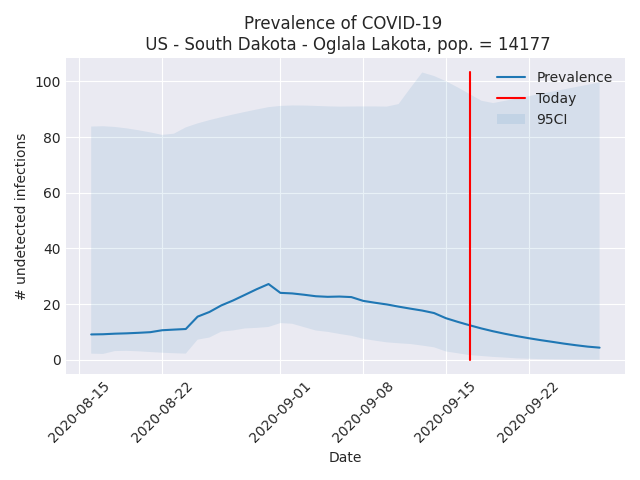 Prevalence of COVID-19
US - South Dakota - Oglala Lakota, pop. = 14177
Prevalence
Today
95CI
# undetected infections
100
80
60
40
20
0
2020-08-15
2020-08-22
2020-09-01
2020-09-08
2020-09-15
2020-09-22
Date